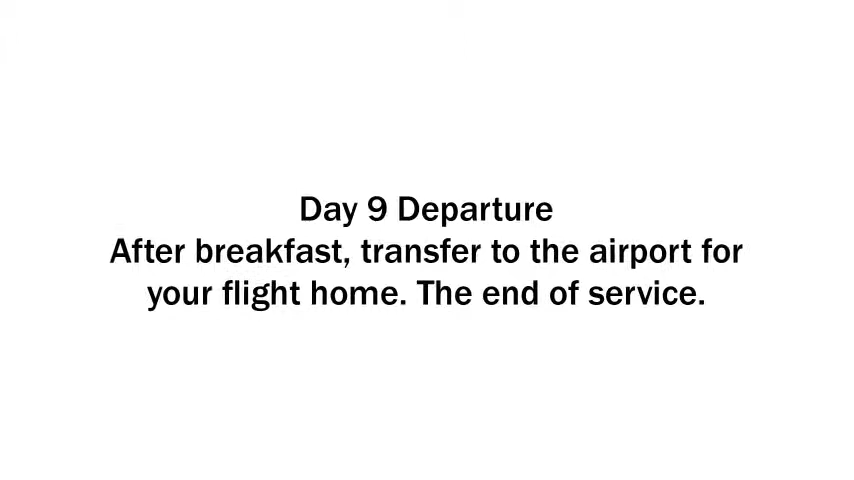 Day 9 Departure
After breakfast, transfer to the airport for
your flight home. The end of service.